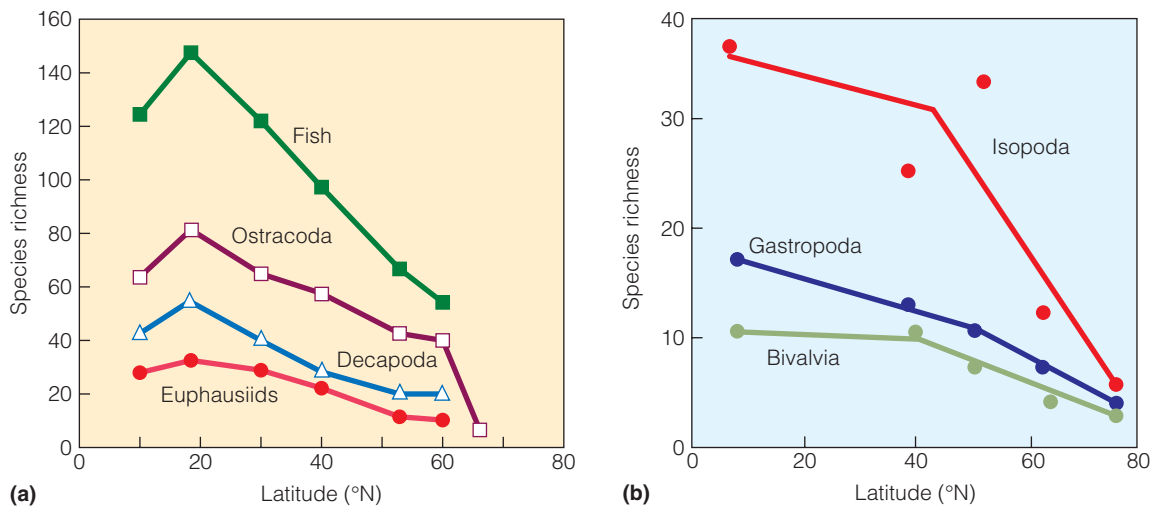 160
140
120
100
80
60
40
20
0
Species richness
Fish
Ostracoda
Decapoda
Euphausiids
0 20 40 60 80
Latitude (°N)
(a)
40
30
20
10
0
Species richness
Isopoda
Gastropoda
Bivalvia
0 20 40 60 80
Latitude (°N)
(b)